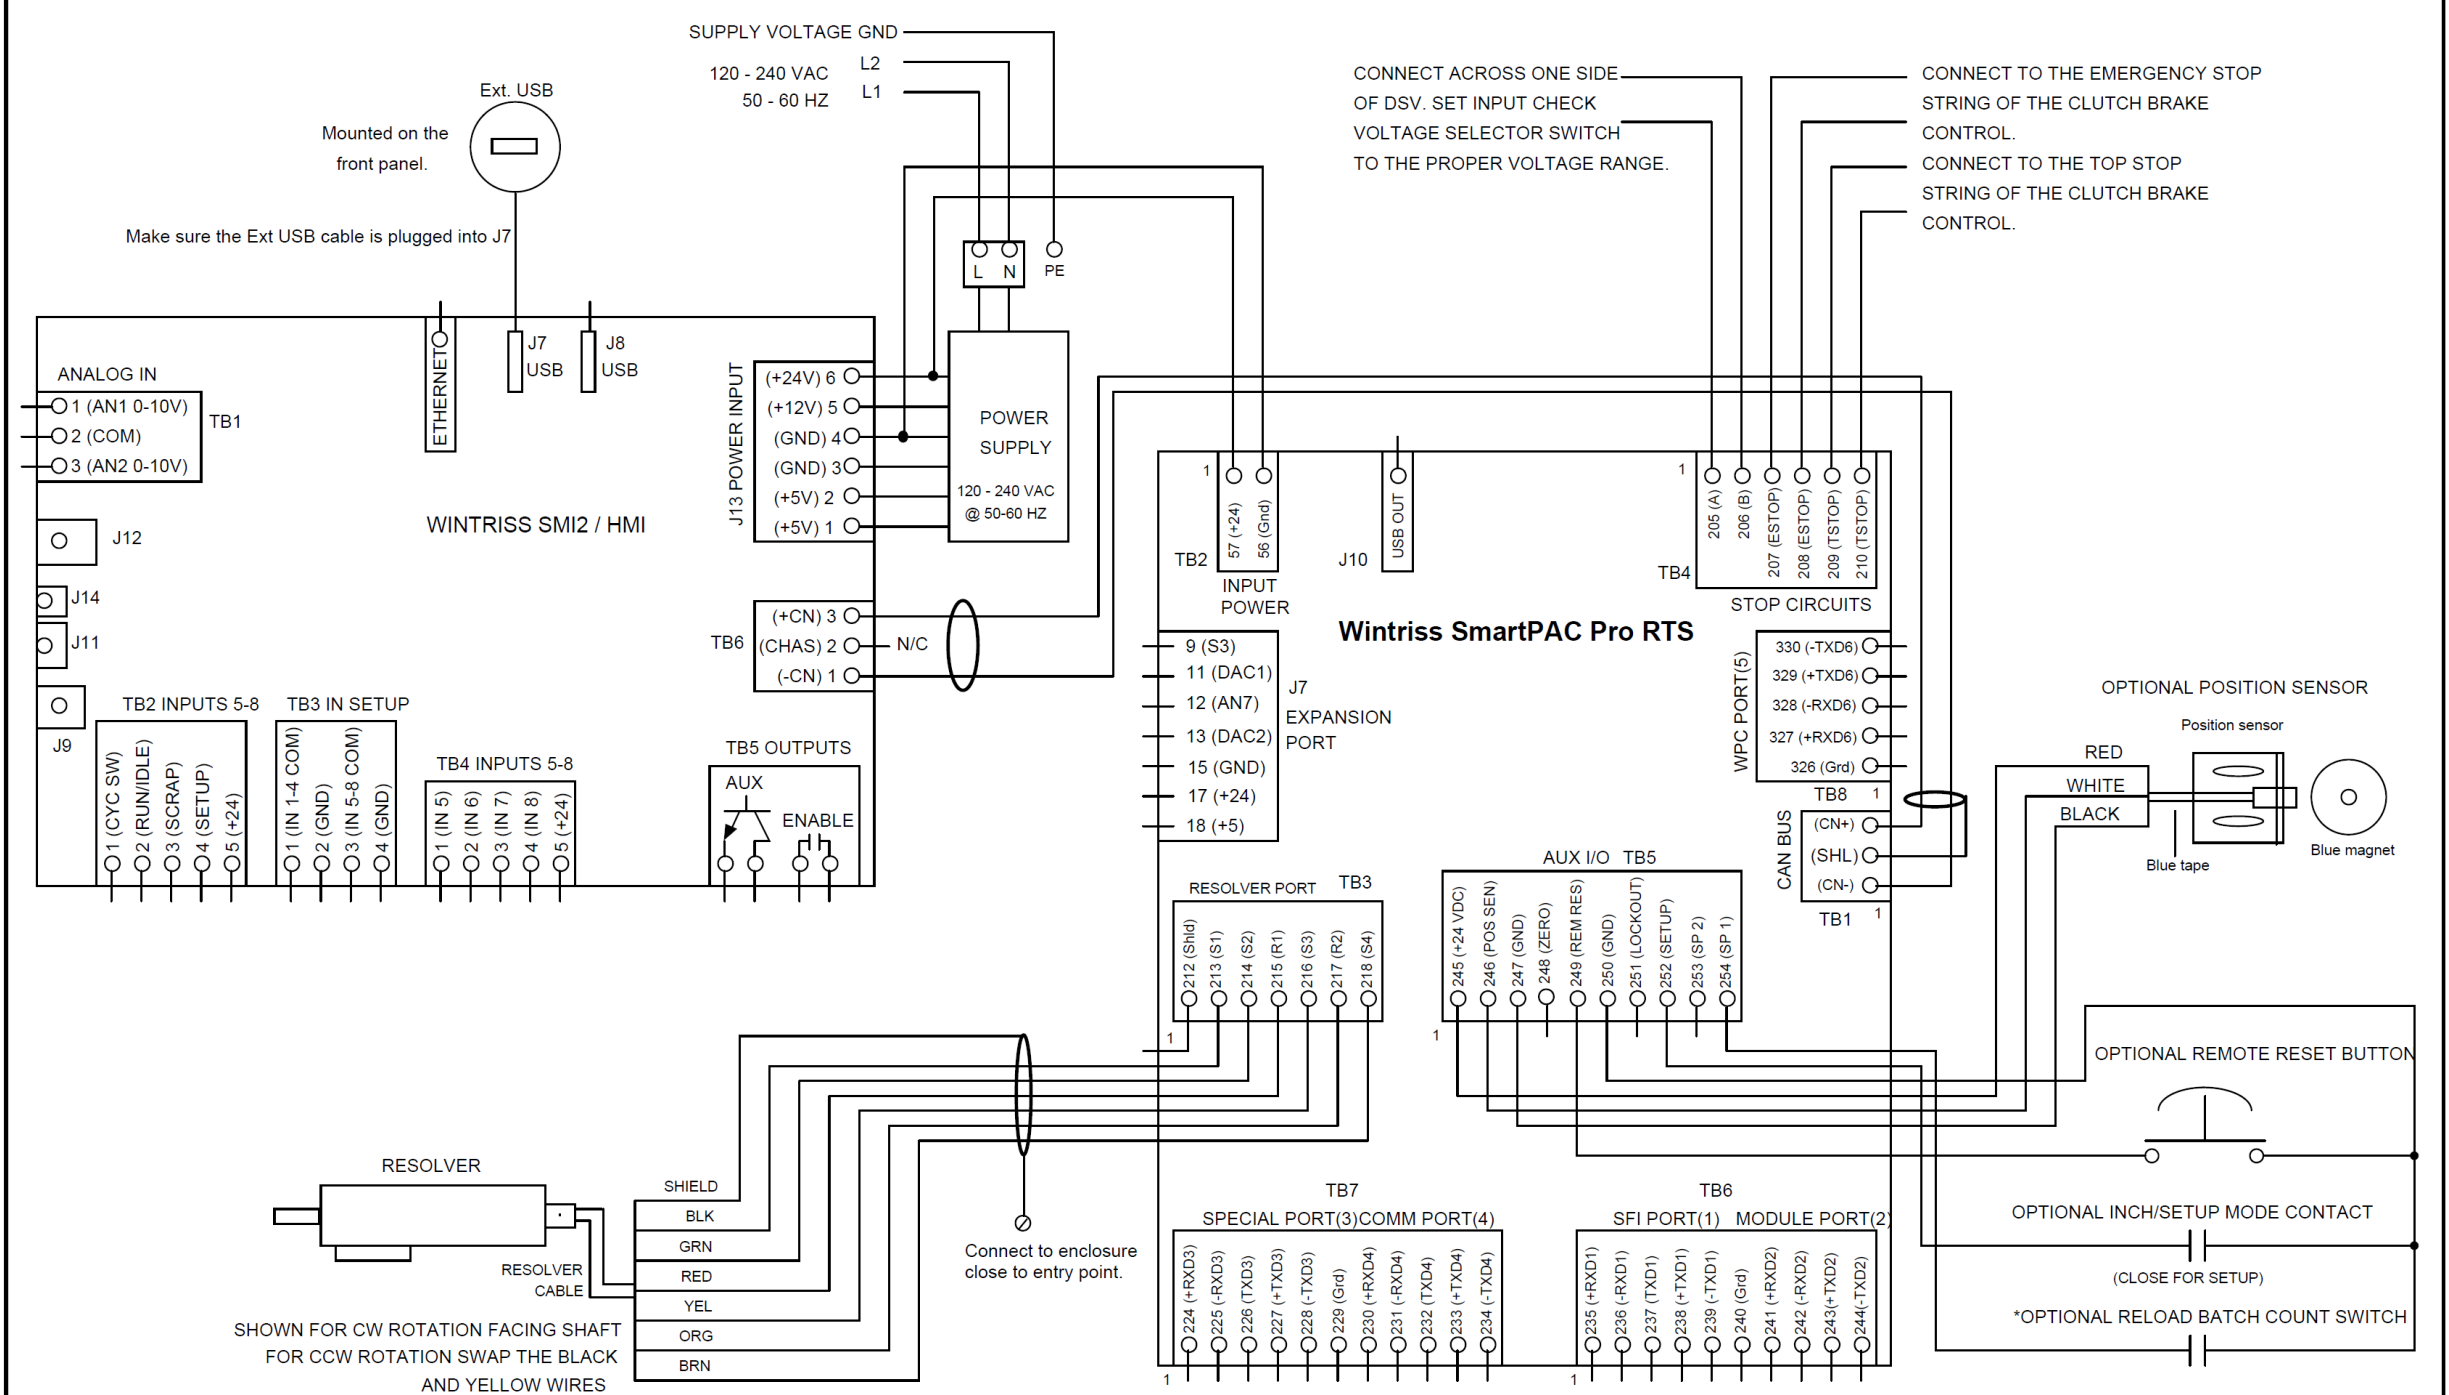 SUPPLY VOLTAGE GND
120 - 240 VAC
50 - 60 HZ
L2
L1
Ext. USB
Mounted on the
front panel.
Make sure the Ext USB cable is plugged into J7
CONNECT ACROSS ONE SIDE
OF DSV. SET INPUT CHECK
VOLTAGE SELECTOR SWITCH
TO THE PROPER VOLTAGE RANGE.
CONNECT TO THE EMERGENCY STOP
STRING OF THE CLUTCH BRAKE
CONTROL.
CONNECT TO THE TOP STOP
STRING OF THE CLUTCH BRAKE
CONTROL.
L
N
PE
ANALOG IN
1 (AN1 0-10V)
2 (COM)
3 (AN2 0-10V)
TB1
ETHERNET
J7
USB
J8
USB
J12
J14
J11
J9
WINTRISS SMI2 / HMI
J13 POWER INPUT
(+24V) 6
(+12V) 5
(GND) 4
(GND) 3
(+5V) 2
(+5V) 1
POWER
SUPPLY
120 - 240 VAC
@ 50-60 HZ
TB6
(+CN) 3
(CHAS) 2
(-CN) 1
N/C
TB2 INPUTS 5-8
1 (CYC SW)
2 (RUN/IDLE)
3 (SCRAP)
4 (SETUP)
5 (+24)
TB3 IN SETUP
1 (IN 1-4 COM)
2 (GND)
3 (IN 5-8 COM)
4 (GND)
TB4 INPUTS 5-8
1 (IN 5)
2 (IN 6)
3 (IN 7)
4 (IN 8)
5 (+24)
TB5 OUTPUTS
AUX
ENABLE
1
57 (+24)
56 (Gnd)
TB2
INPUT
POWER
J10
USB OUT
1
205 (A)
206 (B)
207 (ESTOP)
208 (ESTOP)
209 (TSTOP)
210 (TSTOP)
TB4
STOP CIRCUITS
Wintriss SmartPAC Pro RTS
9 (S3)
11 (DAC1)
12 (AN7)
13 (DAC2)
15 (GND)
17 (+24)
18 (+5)
J7
EXPANSION
PORT
WPC PORT(5)
330 (-TXD6)
329 (+TXD6)
328 (-RXD6)
327 (+RXD6)
326 (Grd)
TB8
1
CAN BUS
(CN+)
(SHL)
(CN-)
TB1
1
OPTIONAL POSITION SENSOR
Position sensor
RED
WHITE
BLACK
Blue tape
Blue magnet
RESOLVER PORT
TB3
212 (Shld)
213 (S1)
214 (S2)
215 (R1)
216 (S3)
217 (R2)
218 (S4)
1
AUX I/O TB5
245 (+24 VDC)
246 (POS SEN)
247 (GND)
248 (ZERO)
249 (REM RES)
250 (GND)
251 (LOCKOUT)
252 (SETUP)
253 (SP 2)
254 (SP 1)
1
OPTIONAL REMOTE RESET BUTTON
OPTIONAL INCH/SETUP MODE CONTACT
(CLOSE FOR SETUP)
*OPTIONAL RELOAD BATCH COUNT SWITCH
RESOLVER
RESOLVER
CABLE
SHIELD
BLK
GRN
RED
YEL
ORG
BRN
SHOWN FOR CW ROTATION FACING SHAFT
FOR CCW ROTATION SWAP THE BLACK
AND YELLOW WIRES
Connect to enclosure
close to entry point.
TB7
SPECIAL PORT(3)COMM PORT(4)
224 (+RXD3)
225 (-RXD3)
226 (TXD3)
227 (+TXD3)
228 (-TXD3)
229 (Grd)
230 (+RXD4)
231 (-RXD4)
232 (TXD4)
233 (+TXD4)
234 (-TXD4)
1
TB6
SFI PORT(1) MODULE PORT(2)
235 (+RXD1)
236 (-RXD1)
237 (TXD1)
238 (+TXD1)
239 (-TXD1)
240 (Grd)
241 (+RXD2)
242 (-RXD2)
243(+TXD2)
244(-TXD2)
1